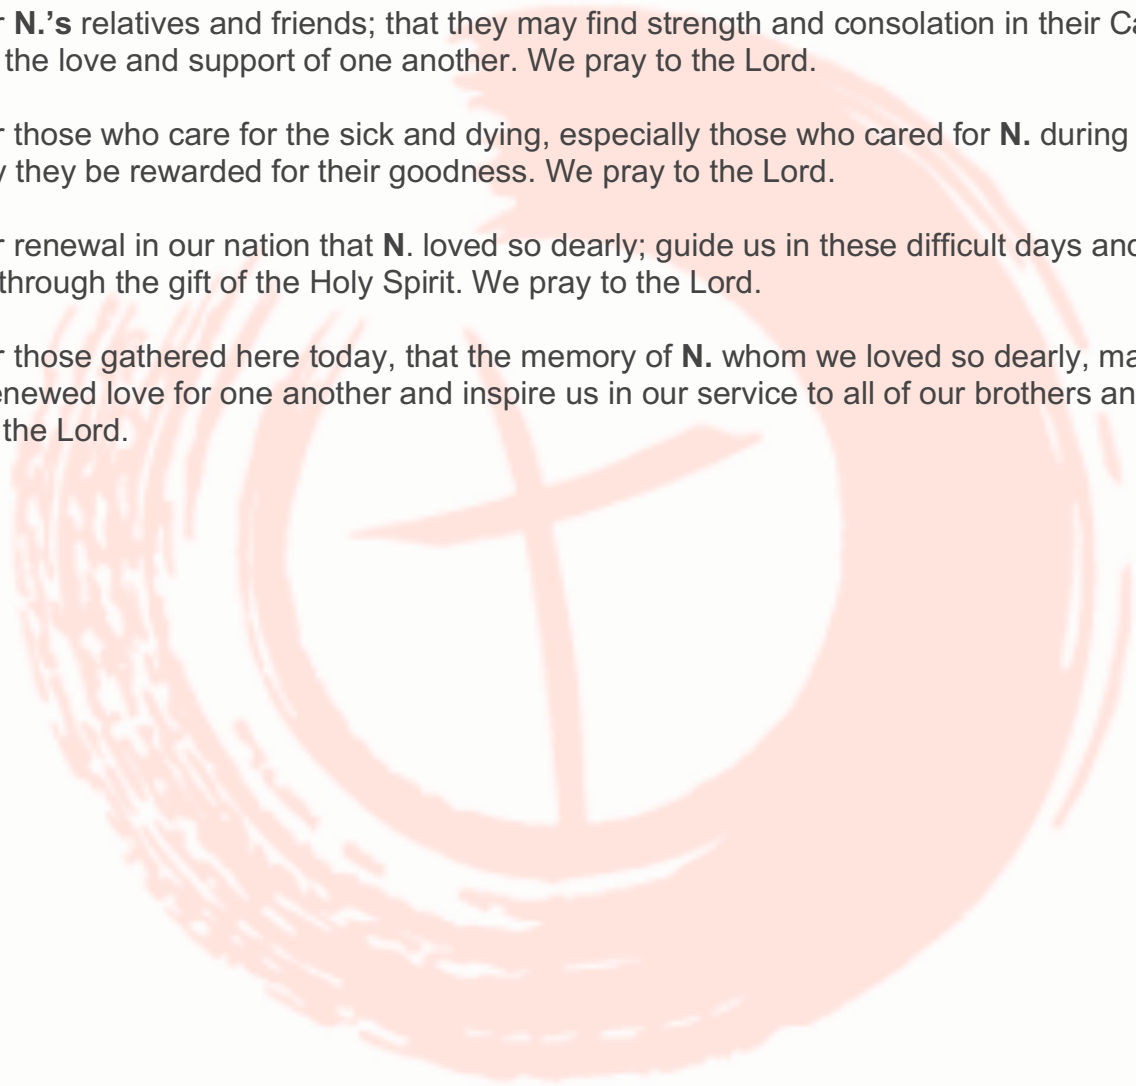 N.’s relatives and friends; that they may find strength and consolation in their
the love and support of one another. We pray to the Lord.
those who care for the sick and dying, especially those who cared for N. during
they be rewarded for their goodness. We pray to the Lord.
renewal in our nation that N. loved so dearly; guide us in these difficult days
through the gift of the Holy Spirit. We pray to the Lord.
those gathered here today, that the memory of N. whom we loved so dearly,
love for one another and inspire us in our service to all of our brothers
the Lord.